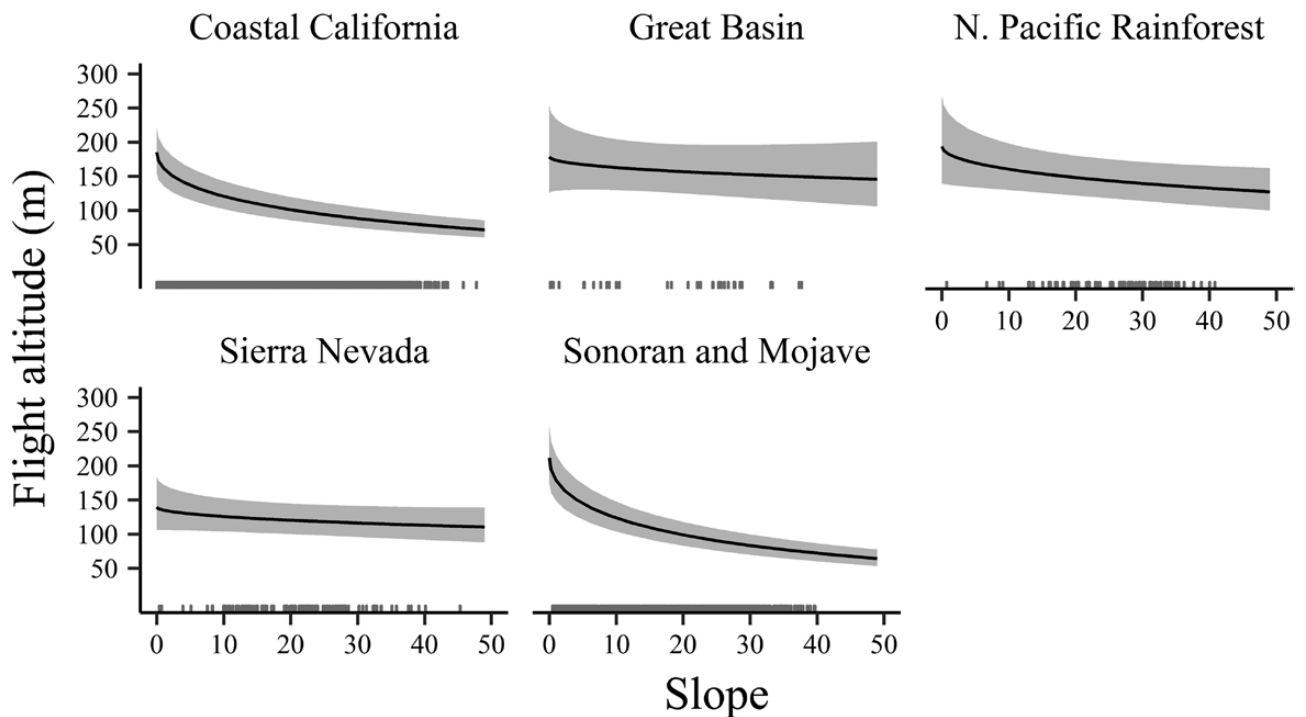 Coastal California
Great Basin
N. Pacific Rainforest
300
250
200
150
100
50
0 10 20 30 40 50
Sierra Nevada
Sonoran and Mojave
300
250
200
150
100
50
0 10 20 30 40 50
0 10 20 30 40 50
Flight altitude (m)
Slope